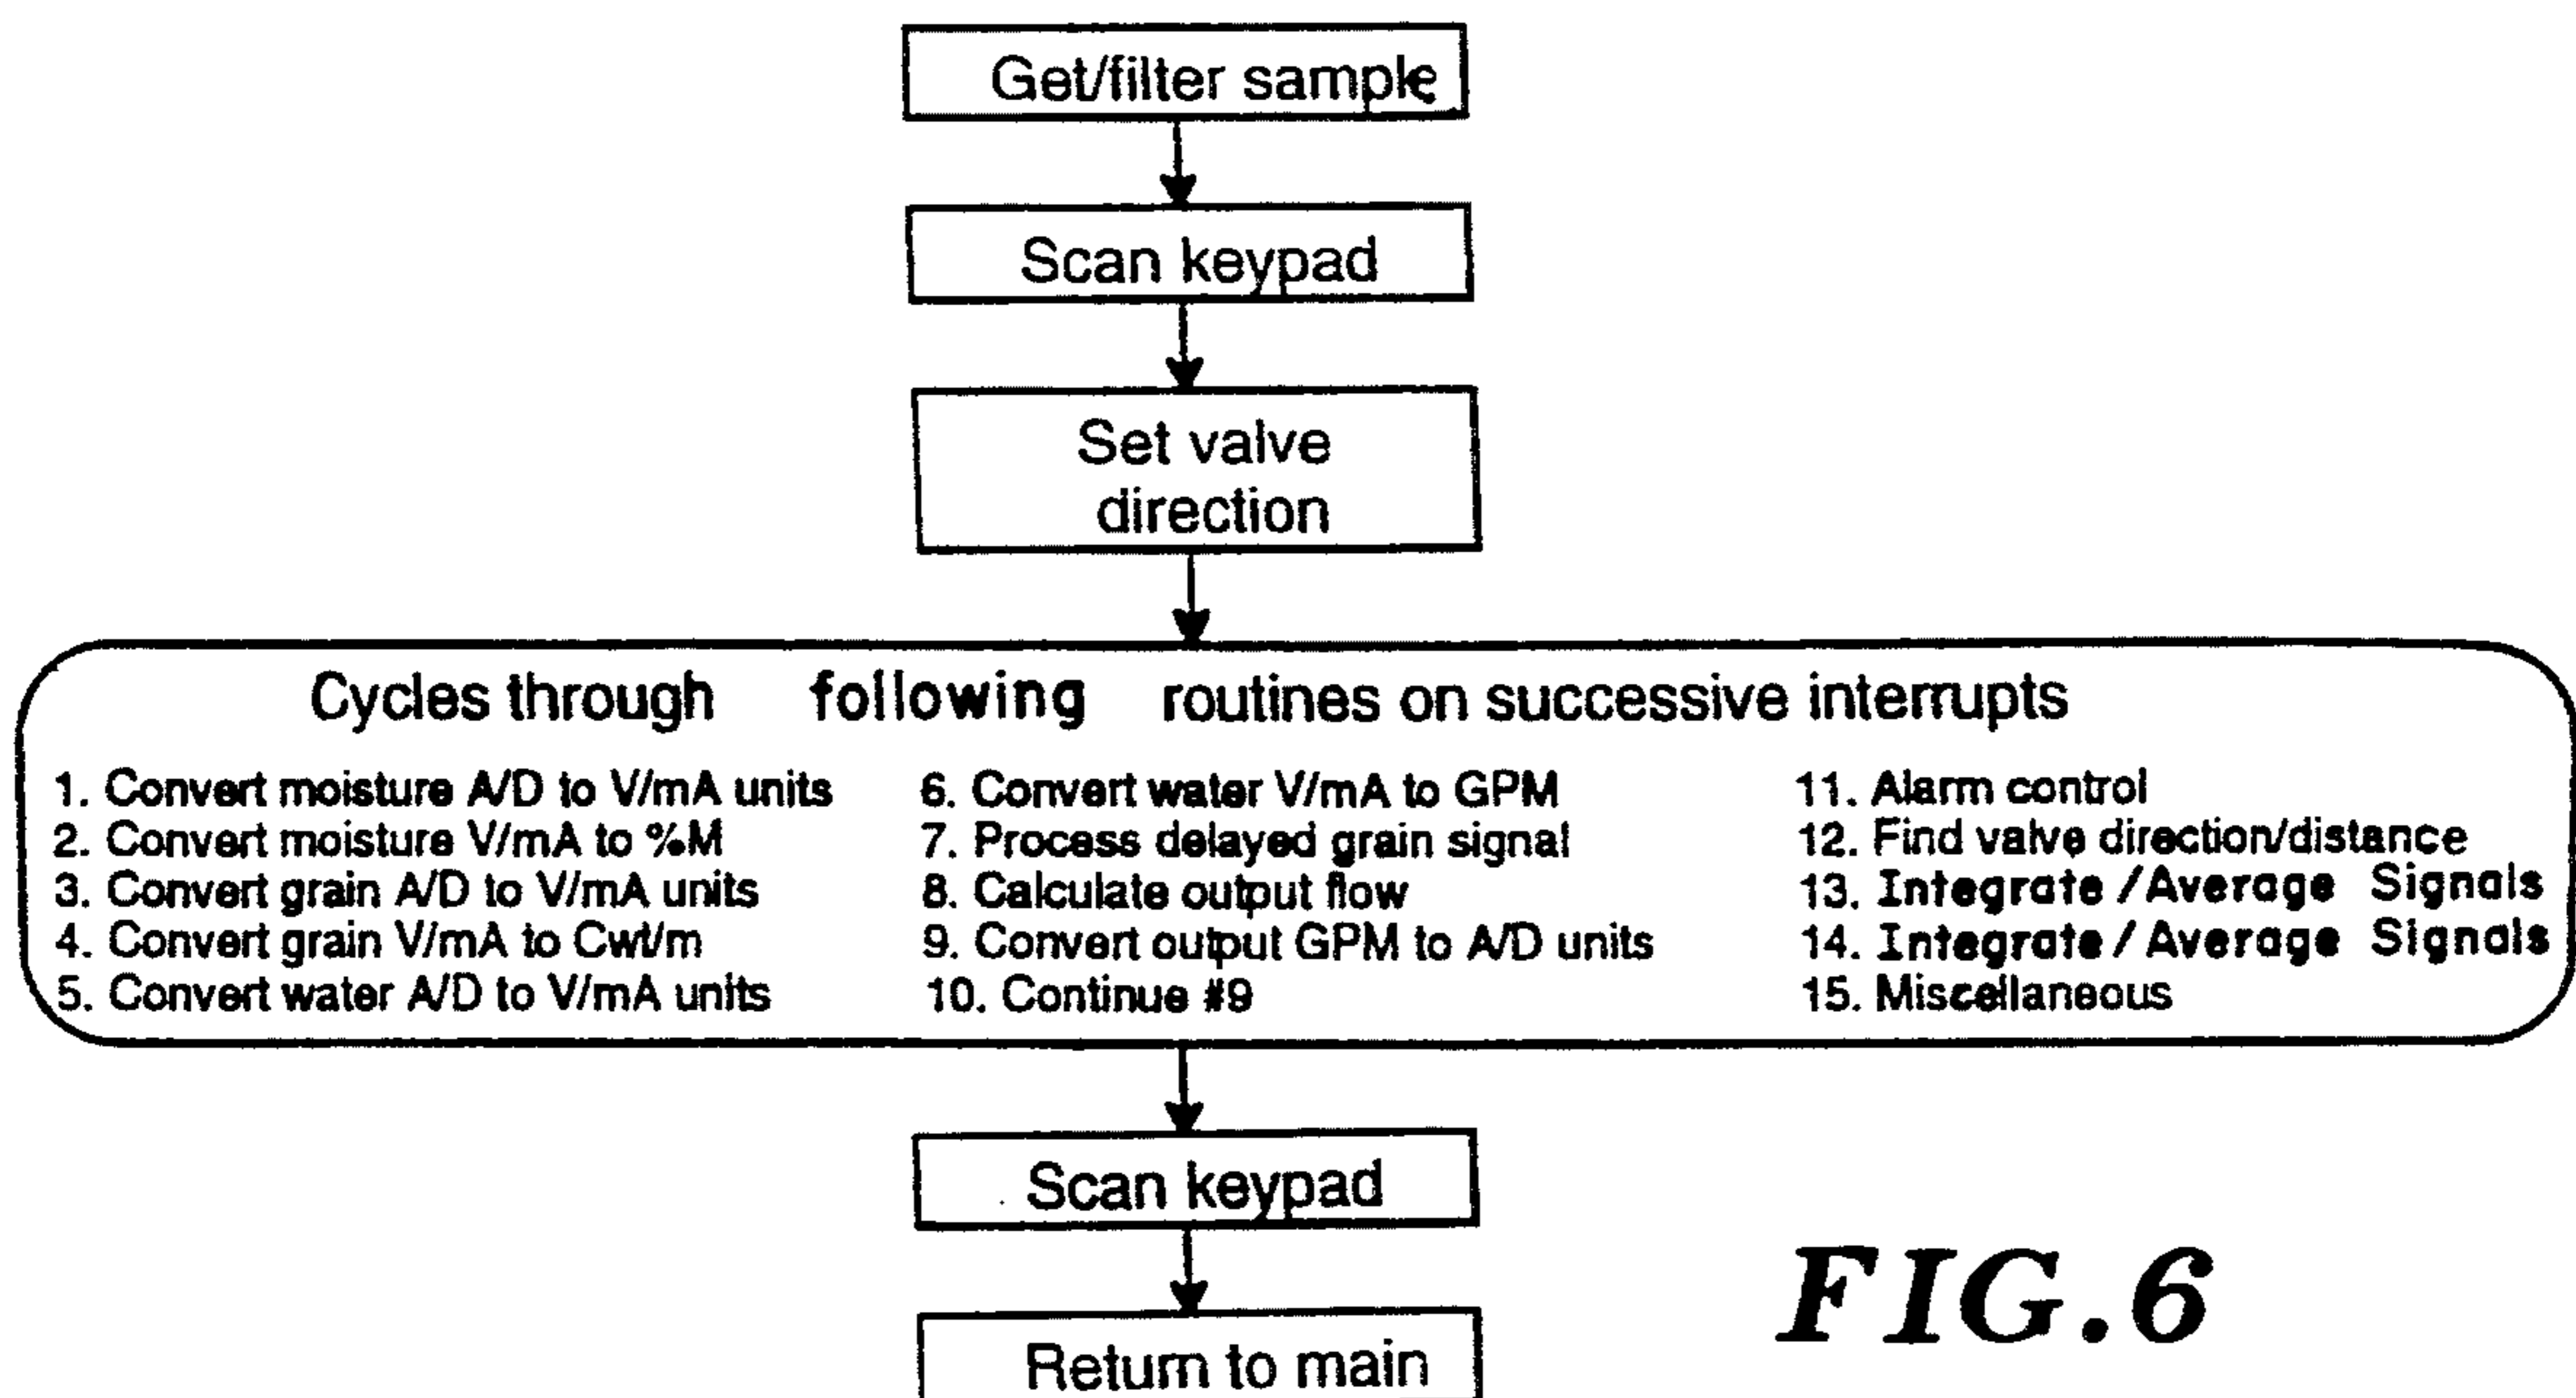 Get/filter sample
Scan keypad
Set valve
direction
Cycles through following routines on successive interrupts
1. Convert moisture A/D to V/mA units
2. Convert moisture V/mA to %M
3. Convert grain A/D to V/mA units
4. Convert grain V/mA to Cwt/m
5. Convert water A/D to V/mA units
6. Convert water V/mA to GPM
7. Process delayed grain signal
8. Calculate output flow
9. Convert output GPM to A/D units
10. Continue #9
11. Alarm control
12. Find valve direction/distance
13. Integrate /Average Signals
14. Integrate / Average Signals
15. Miscellaneous
Scan keypad
Return to main
FIG.6